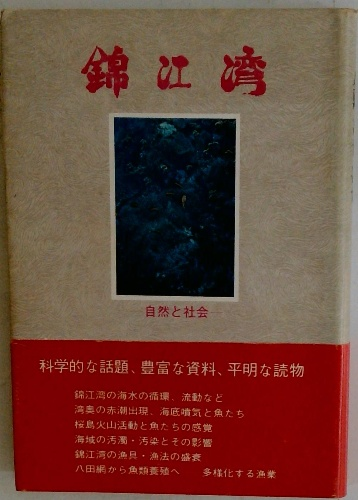 錦江湾
自然と社会
科学的な話題、豊富な資料、平明な読物
錦江湾の海水の循環、流動など
湾奥の赤潮出現、海底噴気と魚たち
桜島火山活動と魚たちの感覚
海域の汚濁・汚染とその影響
錦江湾の漁具・漁法の盛衰
八田網から魚類養殖へ　多様化する漁業